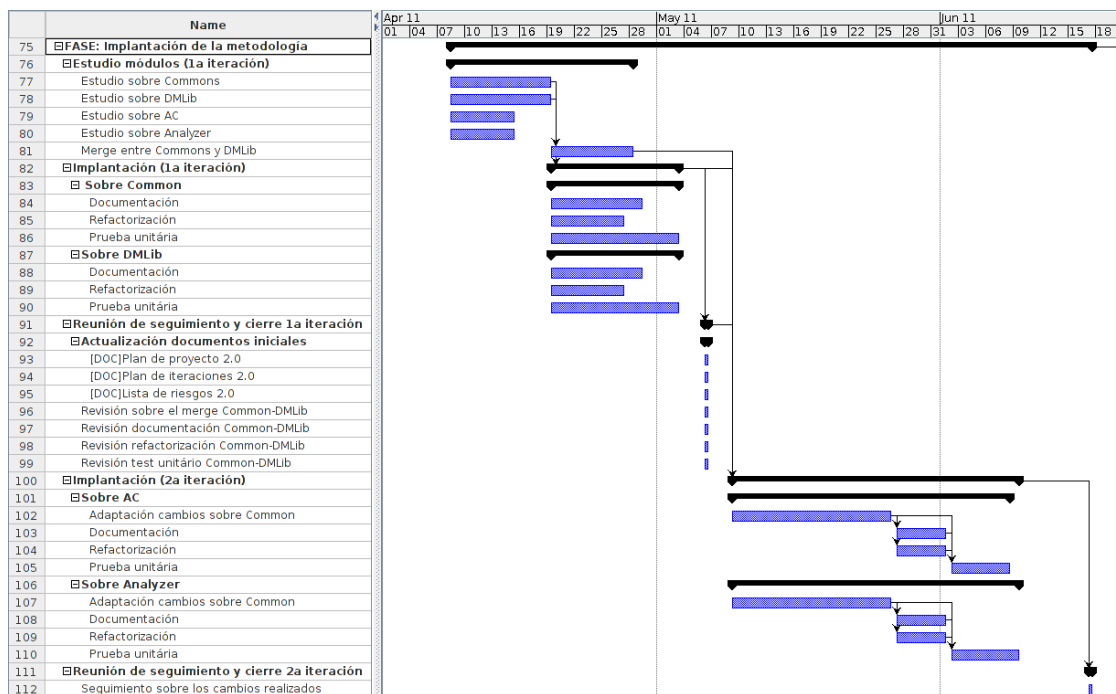 Name
Apr 11 May 11 Jun 11
01 04 07 10 13 16 19 22 25 28 01 04 07 10 13 16 19 22 25 28 31 03 06 09 12 15 18
75 FASE: Implantación de la metodología
76 Estudio módulos (1a iteración)
77 Estudio sobre Commons
78 Estudio sobre DMLib
79 Estudio sobre AC
80 Estudio sobre Analyzer
81 Merge entre Commons y DMLib
82 Implantación (1a iteración)
83 Sobre Common
84 Documentación
85 Refactorización
86 Prueba unitária
87 Sobre DMLib
88 Documentación
89 Refactorización
90 Prueba unitária
91 Reunión de seguimiento y cierre 1a iteración
92 Actualización documentos iniciales
93 [DOC]Plan de proyecto 2.0
94 [DOC]Plan de iteraciones 2.0
95 [DOC]Lista de riesgos 2.0
96 Revisión sobre el merge Common-DMLib
97 Revisión documentación Common-DMLib
98 Revisión refactorización Common-DMLib
99 Revisión test unitário Common-DMLib
100 Implantación (2a iteración)
101 Sobre AC
102 Adaptación cambios sobre Common
103 Documentación
104 Refactorización
105 Prueba unitária
106 Sobre Analyzer
107 Adaptación cambios sobre Common
108 Documentación
109 Refactorización
110 Prueba unitária
111 Reunión de seguimiento y cierre 2a iteración
112 Seguimiento sobre los cambios realizados